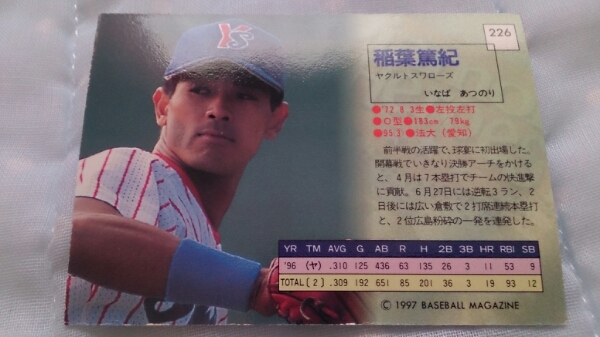 226
YS
稲葉篤紀
ヤクルトスワローズ
いなば あつのり
●'72.8.3生●左投左打
●O型●183cm 79kg
●95③●法大(愛知)
前半戦の活躍で、球宴に初出場した。
開幕戦でいきなり決勝アーチをかける
と、4月は7本塁打でチームの快進撃
に貢献。6月27日には逆転3ラン、2
日後には広い倉敷で2打席連続本塁打
と、2位広島粉砕の一発を連発した。
YR TM AVG G AB R H 2B 3B HR RBI SB
'96 (ヤ) .310 125 436 63 135 26 3 11 53 9
TOTAL(2) .309 192 651 85 201 36 3 19 93 12
© 1997 BASEBALL MAGAZINE